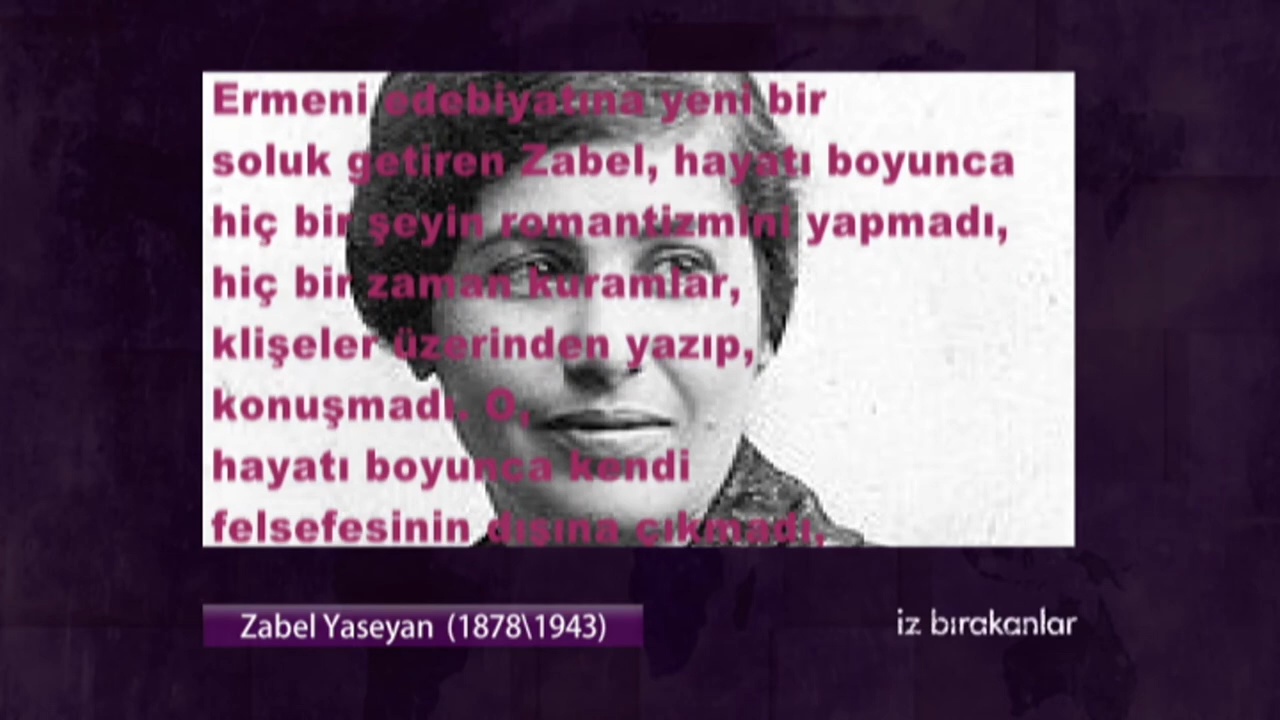 Ermeni edebiyatına yeni bir
soluk getiren Zabel, hayatı boyunca
hiç bir şeyin romantizmini yapmadı,
hiç bir zaman kuramlar,
klişeler üzerinden yazıp,
konuşmadı. O,
hayatı boyunca kendi
felsefesinin dışına çıkmadı,
Zabel Yaseyan (1878\1943)
iz bırakanlar